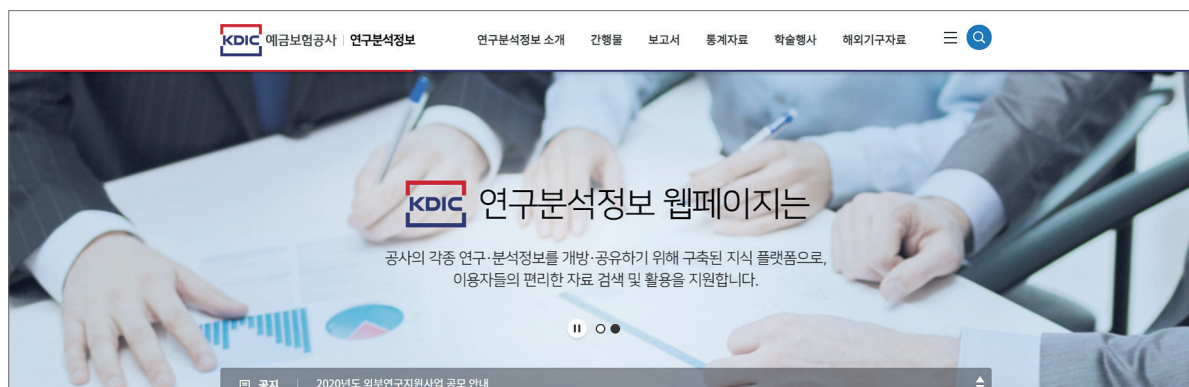 KDIC 예금보험공사 연구분석정보
연구분석정보 소개 간행물 보고서 통계자료 학술행사 해외기구자료
KDIC 연구분석정보 웹페이지는
공사의 각종 연구·분석정보를 개방·공유하기 위해 구축된 지식 플랫폼으로,
이용자들의 편리한 자료 검색 및 활용을 지원합니다.
공지 2020년도 외부연구지원사업 공모 안내